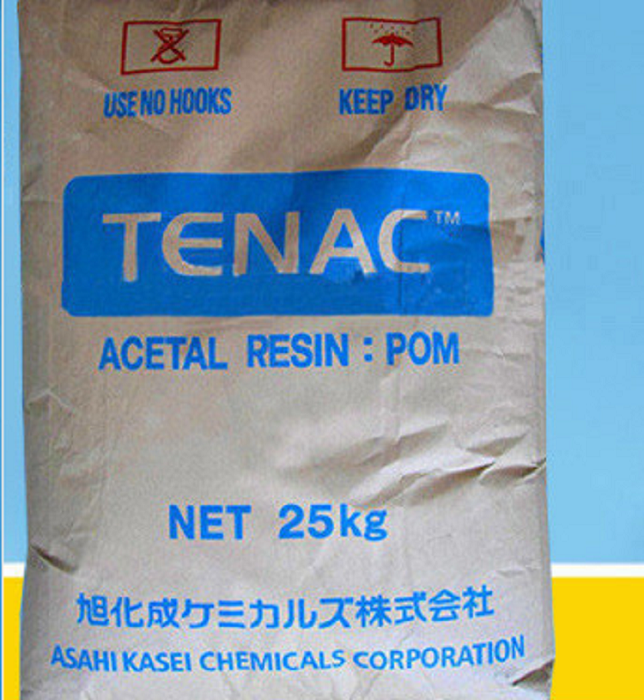 USE NO HOOKS
KEEP DRY
TENAC™
ACETAL RESIN : POM
NET 25kg
旭化成ケミカルズ株式会社
ASAHI KASEI CHEMICALS CORPORATION